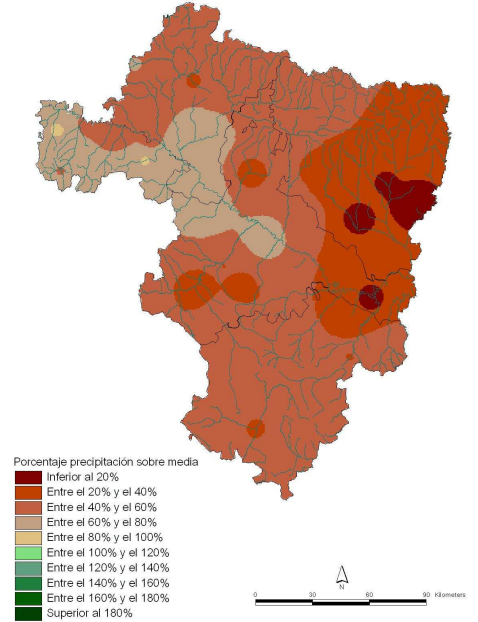 Porcentaje precipitación sobre media
Inferior al 20%
Entre el 20% y el 40%
Entre el 40% y el 60%
Entre el 60% y el 80%
Entre el 80% y el 100%
Entre el 100% y el 120%
Entre el 120% y el 140%
Entre el 140% y el 160%
Entre el 160% y el 180%
Superior al 180%
N
0 30 60 90 Kilometers